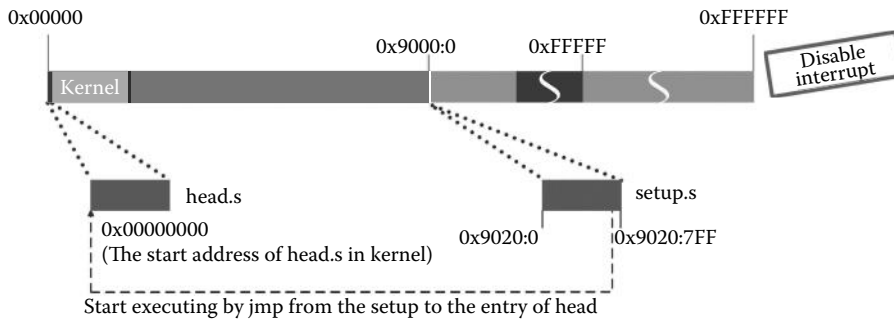 0x00000
0x9000:0
0xFFFFF
0xFFFFFF
Disable
interrupt
Kernel
head.s
setup.s
0x00000000
(The start address of head.s in kernel)
0x9020:0
0x9020:7FF
Start executing by jmp from the setup to the entry of head